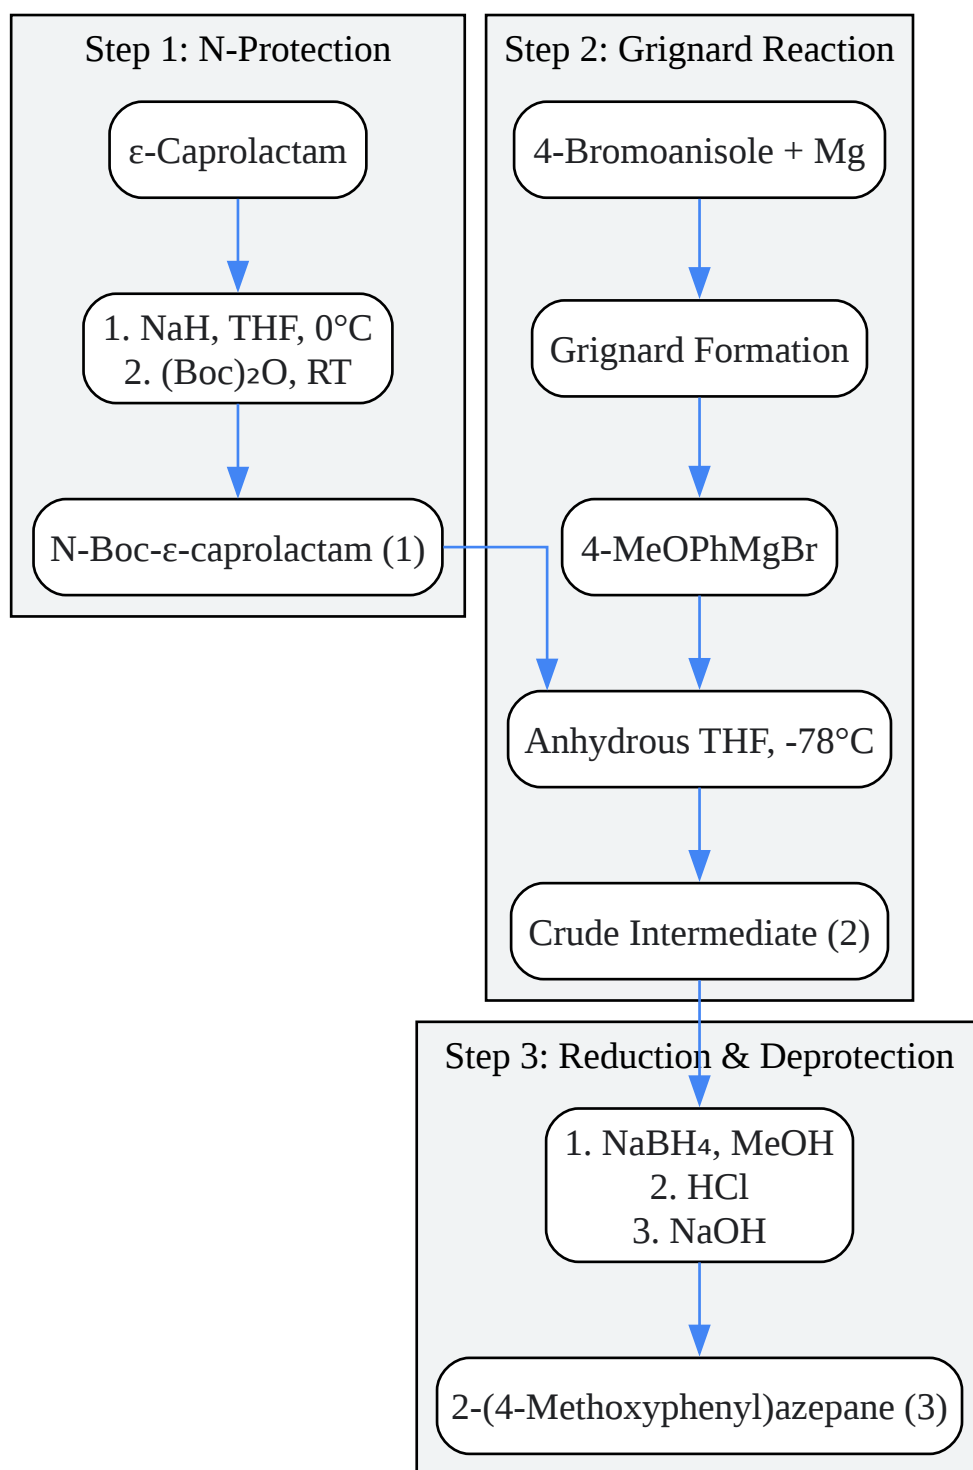 Step 1: N-Protection
ε-Caprolactam
1. NaH, THF, 0°C
2. (Boc)₂O, RT
N-Boc-ε-caprolactam (1)
Step 2: Grignard Reaction
4-Bromoanisole + Mg
Grignard Formation
4-MeOPhMgBr
Anhydrous THF, -78°C
Crude Intermediate (2)
Step 3: Reduction & Deprotection
1. NaBH₄, MeOH
2. HCl
3. NaOH
2-(4-Methoxyphenyl)azepane (3)